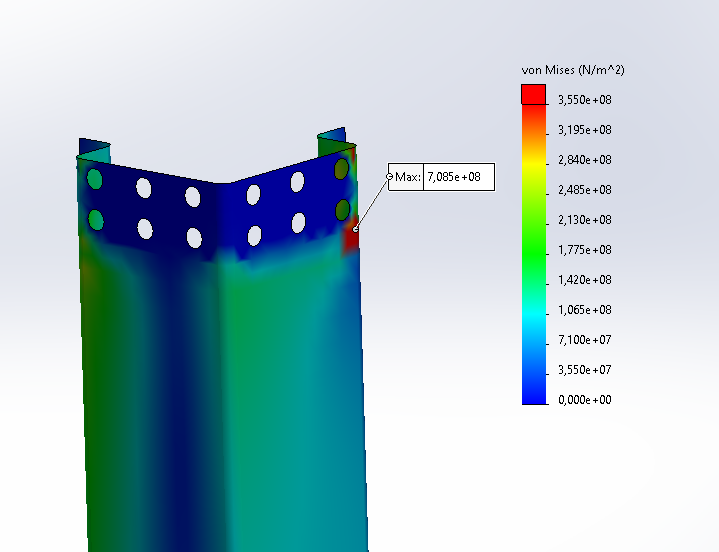 von Mises (N/m^2)
3,550e+08
3,195e+08
2,840e+08
2,485e+08
2,130e+08
1,775e+08
1,420e+08
1,065e+08
7,100e+07
3,550e+07
0,000e+00
Max: 7,085e+08